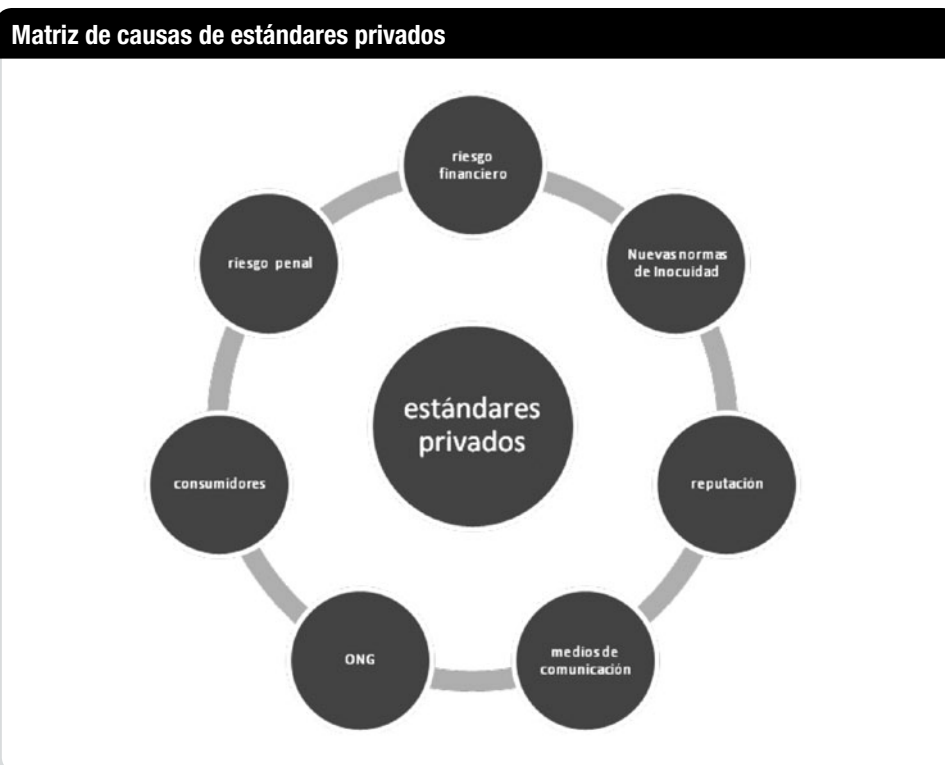 Matriz de causas de estándares privados
riesgo
financiero
Nuevas normas
de Inocuidad
reputación
medios de
comunicación
ONG
consumidores
riesgo penal
estándares
privados